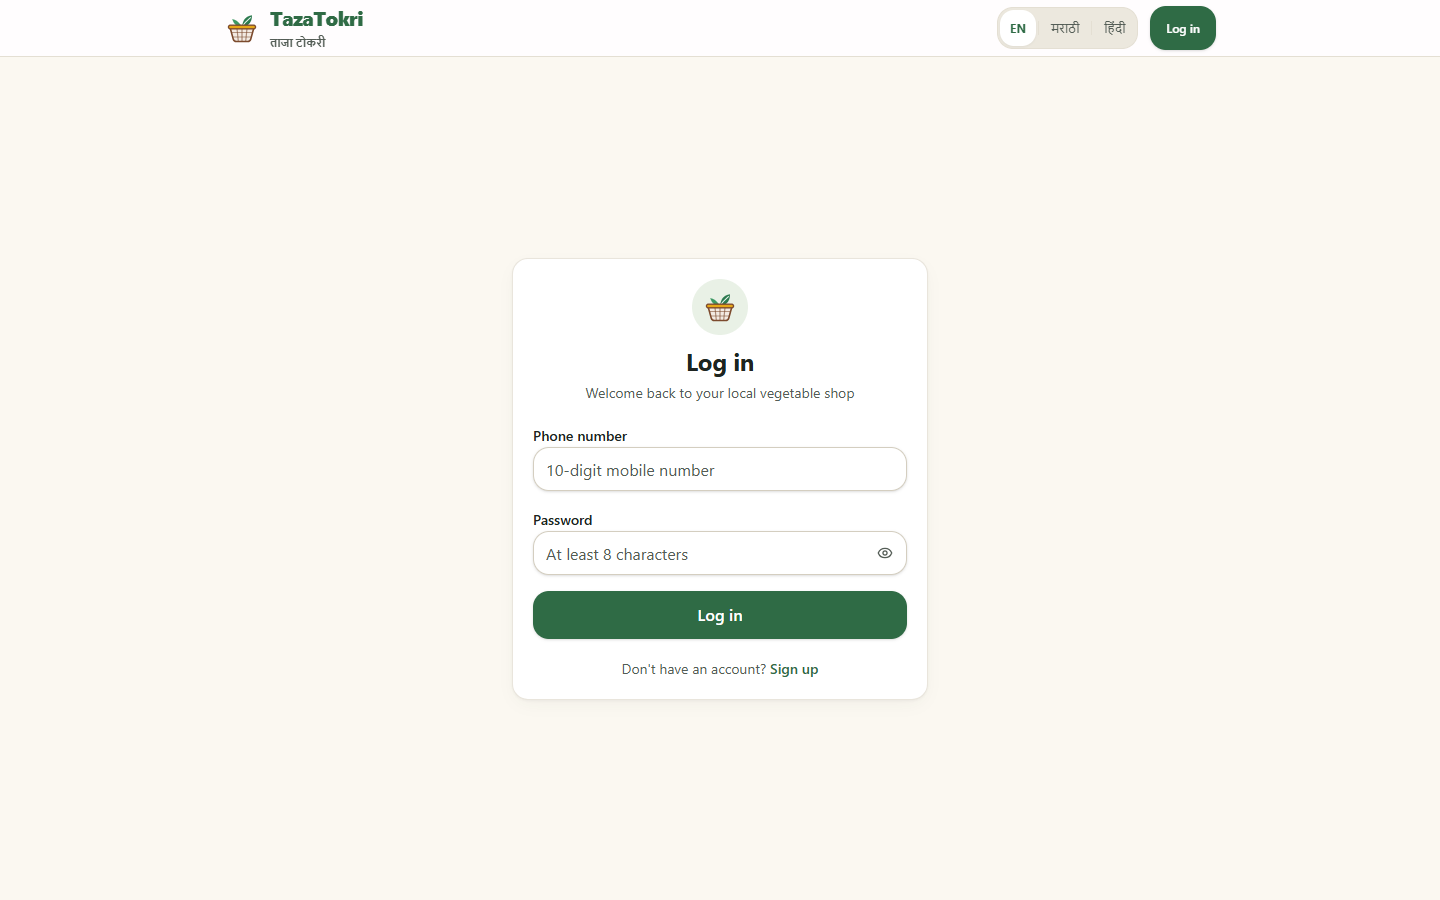 TazaTokri
ताजा टोकरी
EN
मराठी
हिंदी
Log in
Log in
Welcome back to your local vegetable shop
Phone number
10-digit mobile number
Password
At least 8 characters
Log in
Don't have an account? Sign up